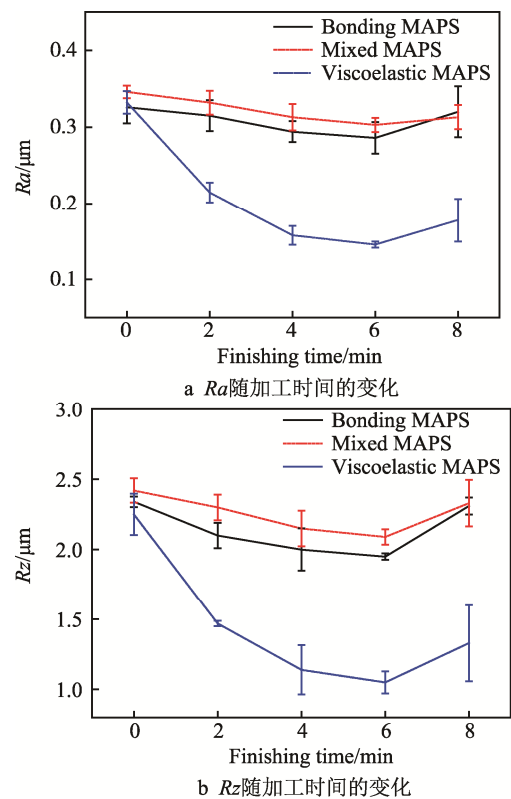 0.4
0.3
0.2
0.1
Ra/μm
Bonding MAPS
Mixed MAPS
Viscoelastic MAPS
0 2 4 6 8
Finishing time/min
a Ra随加工时间的变化
3.0
2.5
2.0
1.5
1.0
Rz/μm
Bonding MAPS
Mixed MAPS
Viscoelastic MAPS
0 2 4 6 8
Finishing time/min
b Rz随加工时间的变化